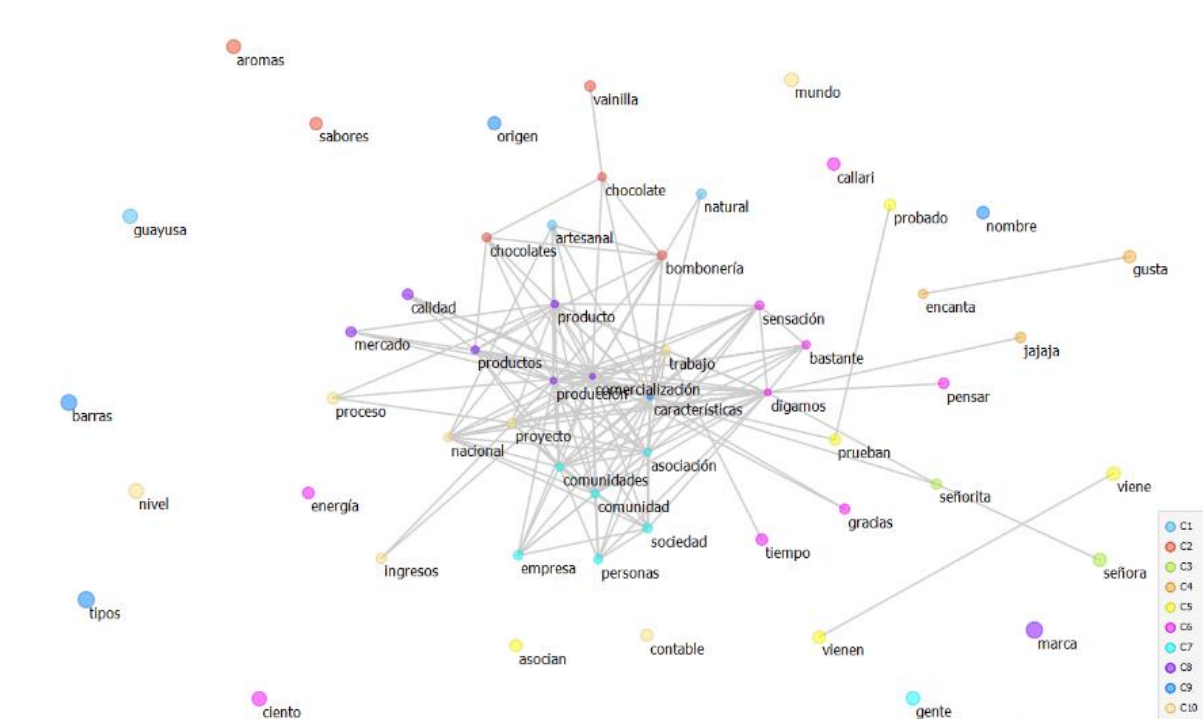 aromas
mundo
vainilla
sabores
origen
callari
chocolate
natural
probado
nombre
guayusa
artesanal
chocolates
bombonería
gusta
calidad
encanta
producto
sensación
mercado
jajaja
productos
trabajo
bastante
comercialización
producción
pensar
características
digamos
proceso
barras
proyecto
nacional
prueban
asociación
comunidades
viene
señorita
nivel
energía
comunidad
gracias
sociedad
tiempo
ingresos
empresa
personas
señora
tipos
marca
contable
vienen
asocian
ciento
gente
C1
C2
C3
C4
C5
C6
C7
C8
C9
C10